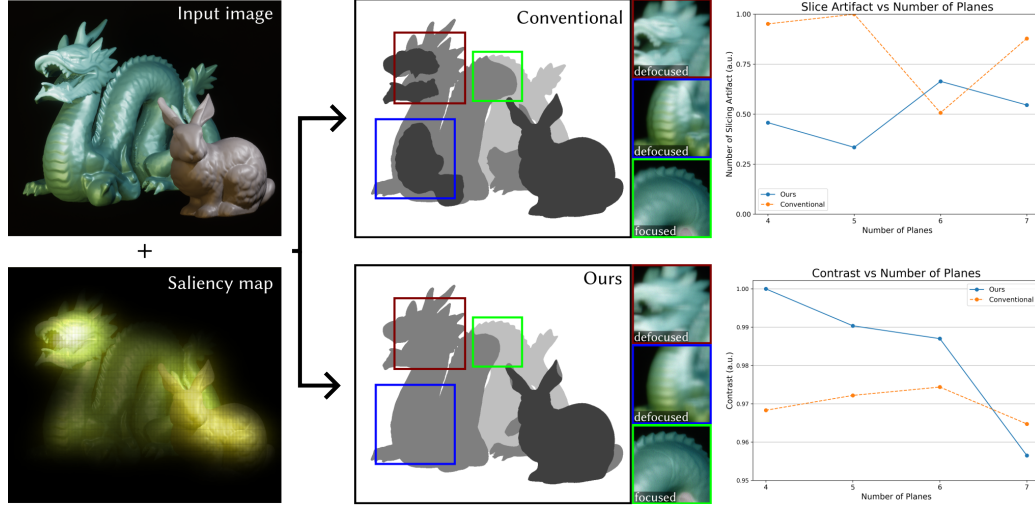 Input image
+
Saliency map
Conventional
defocused
defocused
focused
Ours
defocused
defocused
focused
Slice Artifact vs Number of Planes
Number of Slicing Artifact (a.u.)
1.00
0.75
0.50
0.25
0.00
Ours
Conventional
4 5 6 7
Number of Planes
Contrast vs Number of Planes
Contrast (a.u.)
1.00
0.99
0.98
0.97
0.96
0.95
Ours
Conventional
4 5 6 7
Number of Planes